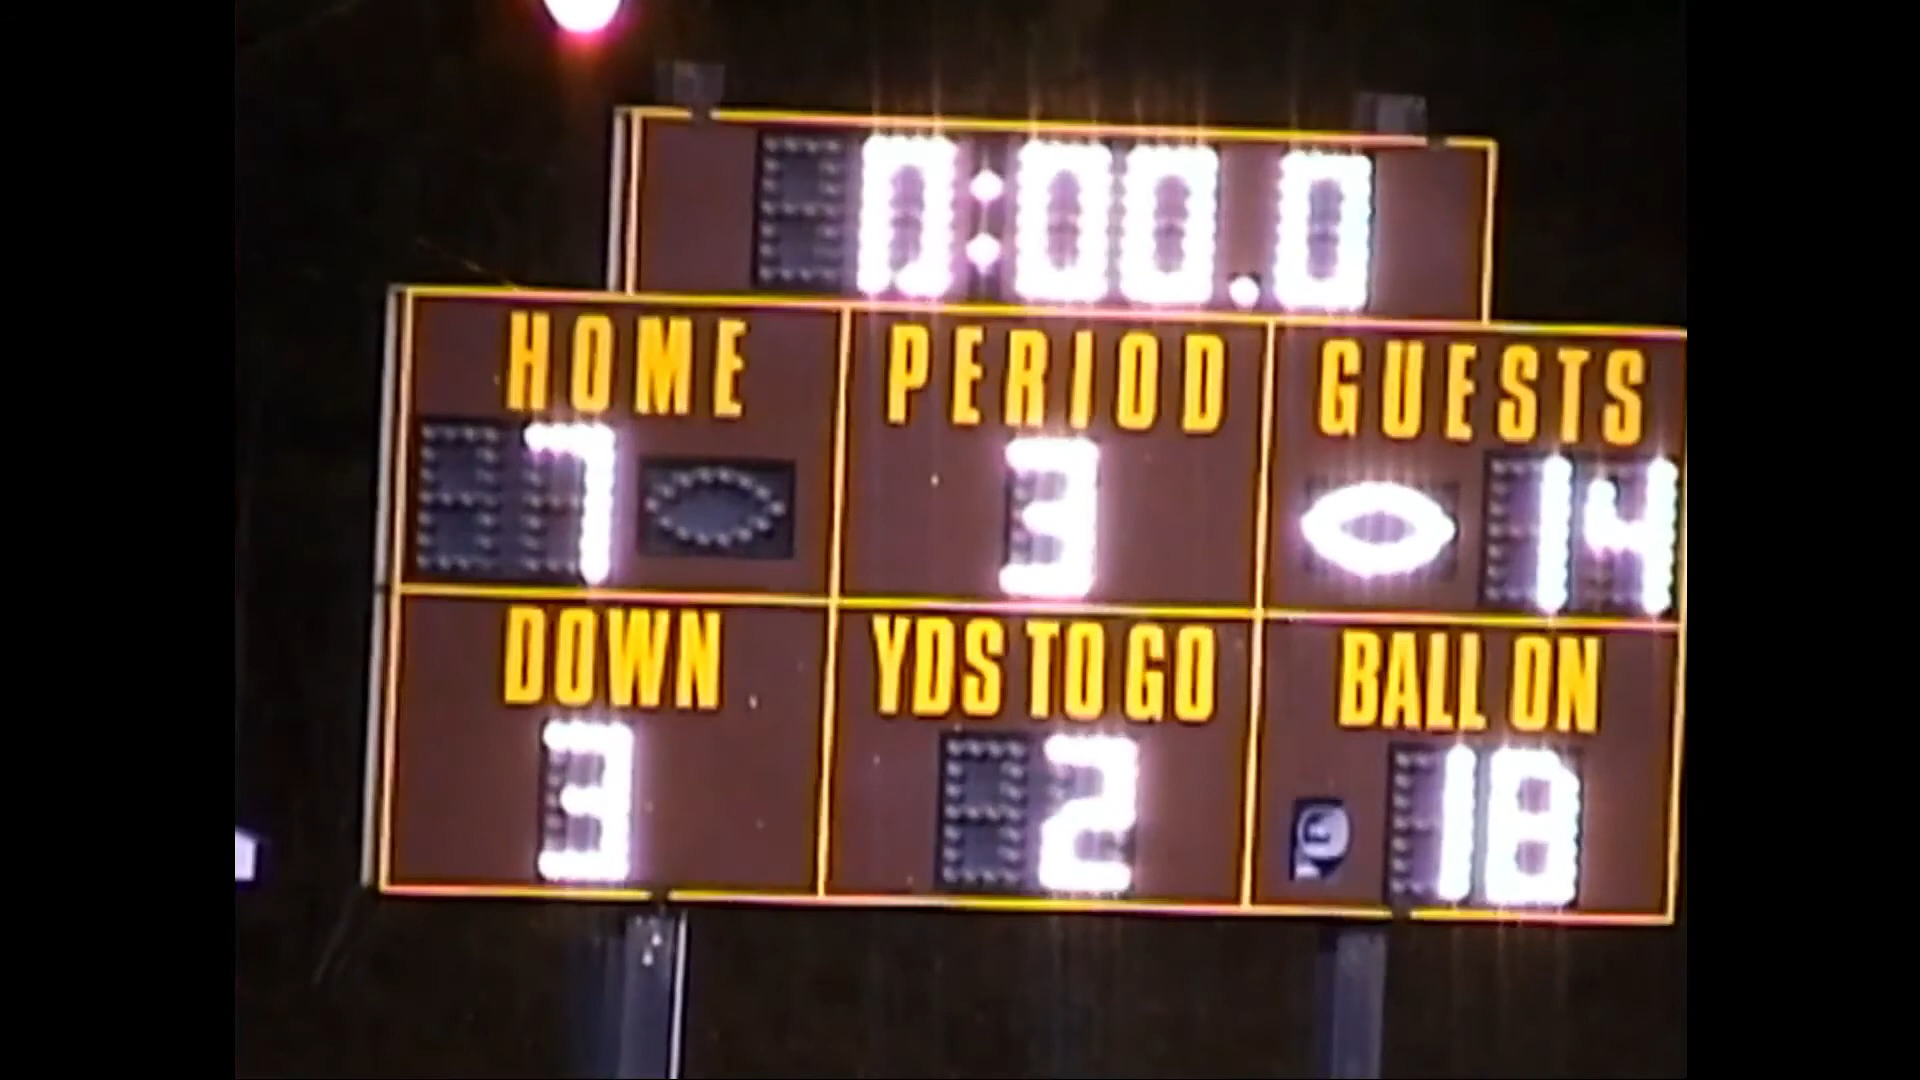 0:00.0
HOME PERIOD GUESTS
7 3 14
DOWN YDS TO GO BALL ON
3 2 18